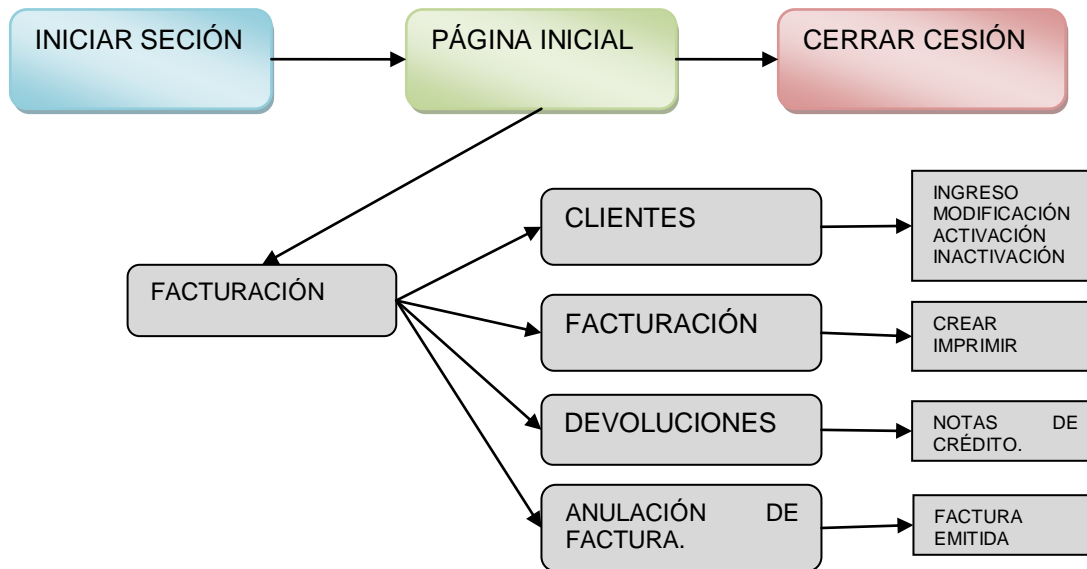 INICIAR SECIÓN
PÁGINA INICIAL
CERRAR CESIÓN
FACTURACIÓN
CLIENTES
INGRESO
MODIFICACIÓN
ACTIVACIÓN
INACTIVACIÓN
FACTURACIÓN
CREAR
IMPRIMIR
DEVOLUCIONES
NOTAS DE
CRÉDITO.
ANULACIÓN DE
FACTURA.
FACTURA
EMITIDA